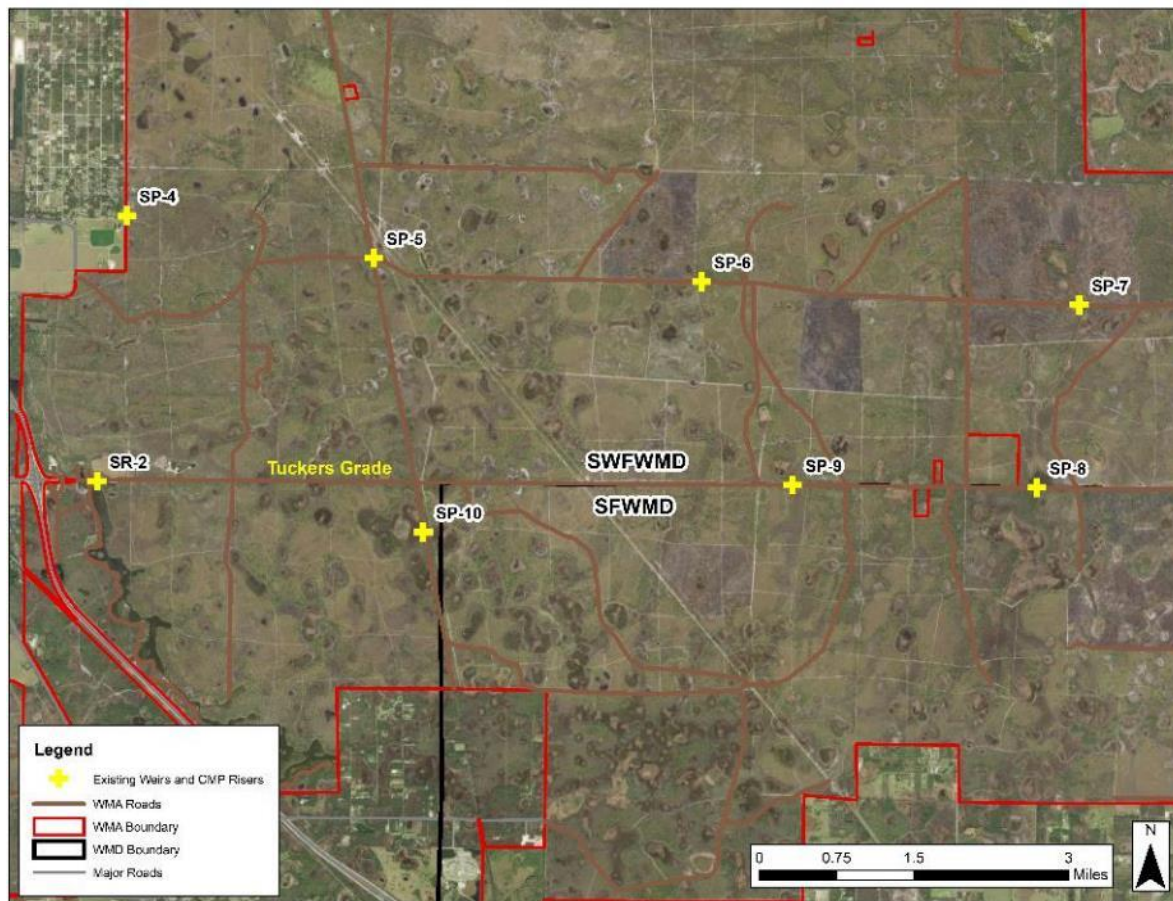 SP-4
SP-5
SP-6
SP-7
SR-2
Tuckers Grade
SWFWMD
SP-9
SP-8
SP-10
SFWMD
Legend
Existing Weirs and CMP Risers
WMA Roads
WMA Boundary
WMD Boundary
Major Roads
N
0 0.75 1.5 3
Miles